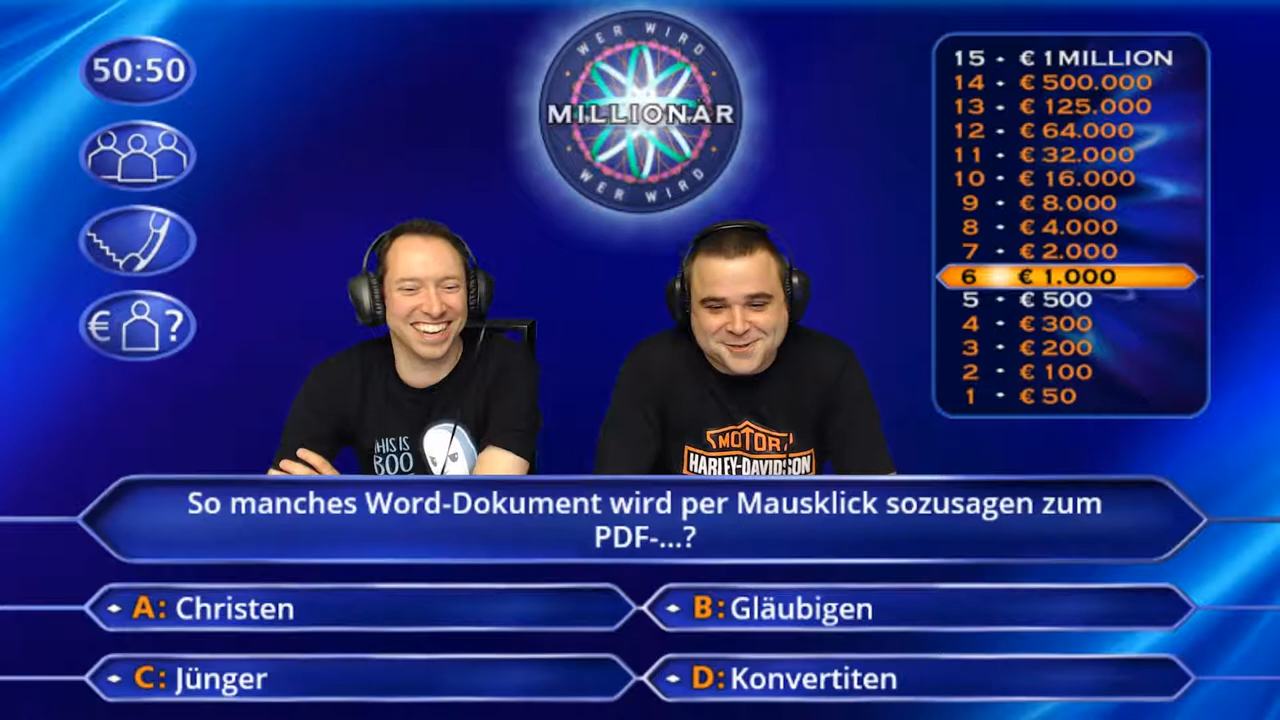 50:50
€ ?
WER WIRD
MILLIONÄR
WER WIRD
15 · € 1 MILLION
14 · € 500.000
13 · € 125.000
12 · € 64.000
11 · € 32.000
10 · € 16.000
9 · € 8.000
8 · € 4.000
7 · € 2.000
6 · € 1.000
5 · € 500
4 · € 300
3 · € 200
2 · € 100
1 · € 50
THIS IS
BOO
MOTOR
HARLEY-DAVIDSON
So manches Word-Dokument wird per Mausklick sozusagen zum
PDF-...?
A: Christen
B: Gläubigen
C: Jünger
D: Konvertiten